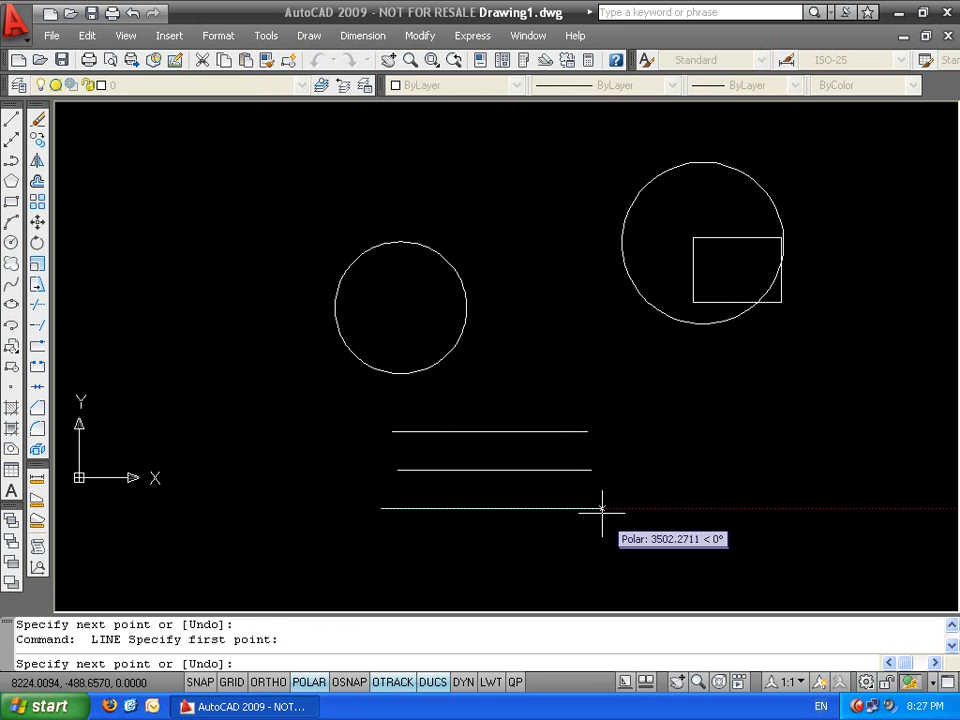 AutoCAD 2009 - NOT FOR RESALE Drawing1.dwg
Type a keyword or phrase
File Edit View Insert Format Tools Draw Dimension Modify Express Window Help
Standard
ISO-25
0
ByLayer
ByLayer
ByLayer
ByColor
Y
X
Polar: 3502.2711 < 0°
A
Specify next point or [Undo]:
Command:  LINE Specify first point:
Specify next point or [Undo]:
8224.0094, -488.6570, 0.0000
SNAP GRID ORTHO POLAR OSNAP OTRACK DUCS DYN LWT QP
1:1
start
AutoCAD 2009 - NOT...
EN
8:27 PM